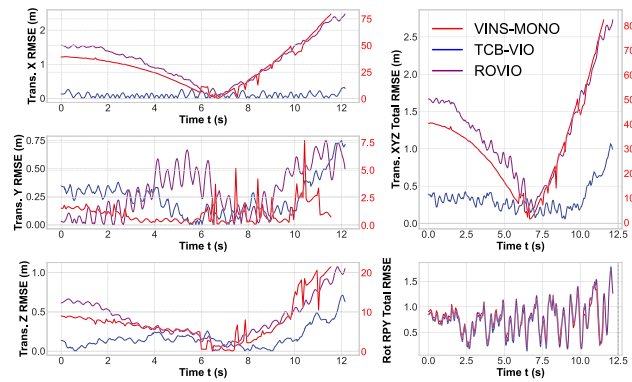 Trans. X RMSE (m)
2
1
0
75
50
25
0
0 2 4 6 8 10 12
Time t (s)
Trans. Y RMSE (m)
0.75
0.50
0.25
0.00
7.5
5.0
2.5
0.0
0 2 4 6 8 10 12
Time t (s)
Trans. Z RMSE (m)
1.0
0.5
0.0
20
10
0
0 2 4 6 8 10 12
Time t (s)
VINS-MONO
TCB-VIO
ROVIO
Trans. XYZ Total RMSE (m)
2.5
2.0
1.5
1.0
0.5
0.0
80
70
60
50
40
30
20
10
0
0.0 2.5 5.0 7.5 10.0 12.5
Time t (s)
Rot RPY Total RMSE
1.5
1.0
0.5
0.0 2.5 5.0 7.5 10.0 12.5
Time t (s)